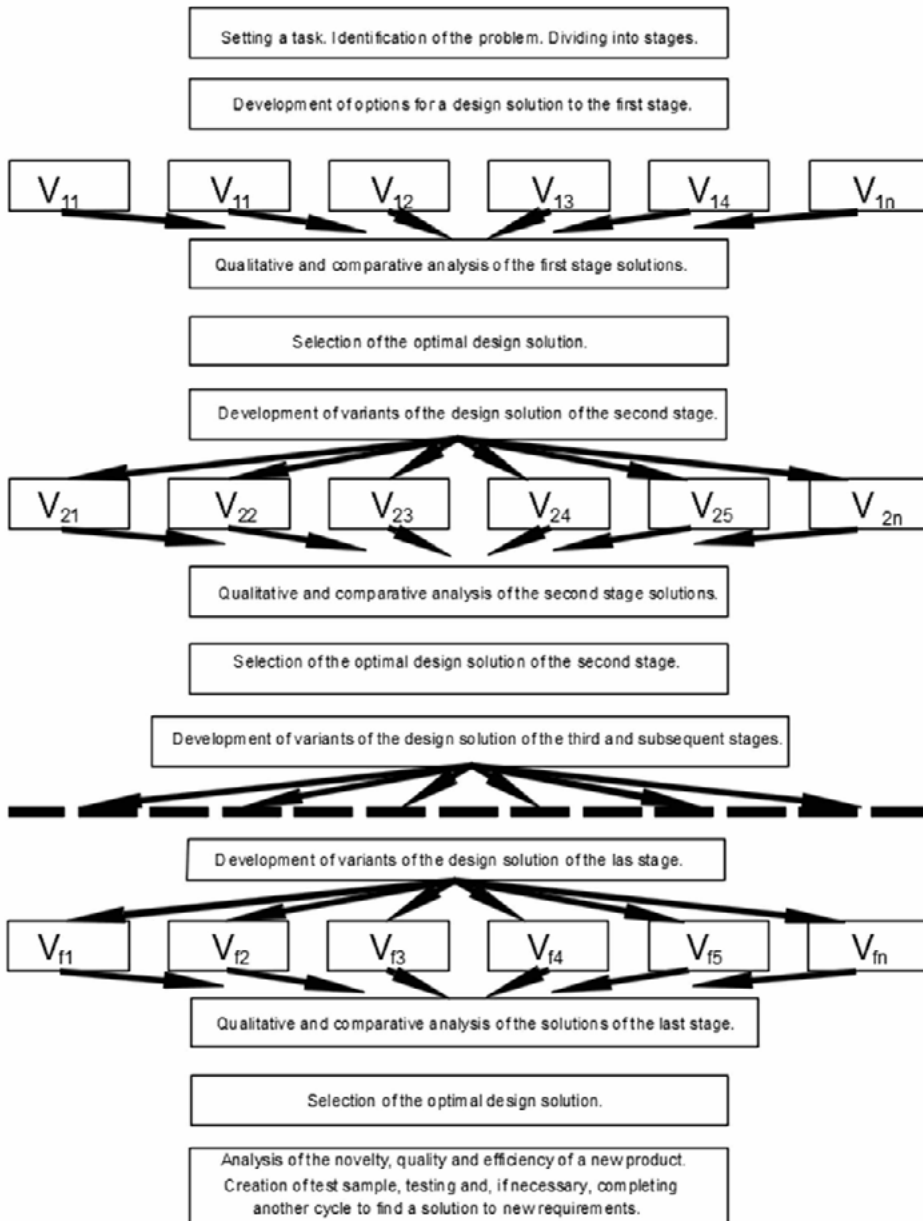 Setting a task. Identification of the problem. Dividing into stages.
Development of options for a design solution to the first stage.
V11 V11 V12 V13 V14 V1n
Qualitative and comparative analysis of the first stage solutions.
Selection of the optimal design solution.
Development of variants of the design solution of the second stage.
V21 V22 V23 V24 V25 V2n
Qualitative and comparative analysis of the second stage solutions.
Selection of the optimal design solution of the second stage.
Development of variants of the design solution of the third and subsequent stages.
Development of variants of the design solution of the las stage.
Vf1 Vf2 Vf3 Vf4 Vf5 Vfn
Qualitative and comparative analysis of the solutions of the last stage.
Selection of the optimal design solution.
Analysis of the novelty, quality and efficiency of a new product.
Creation of test sample, testing and, if necessary, completing
another cycle to find a solution to new requirements.